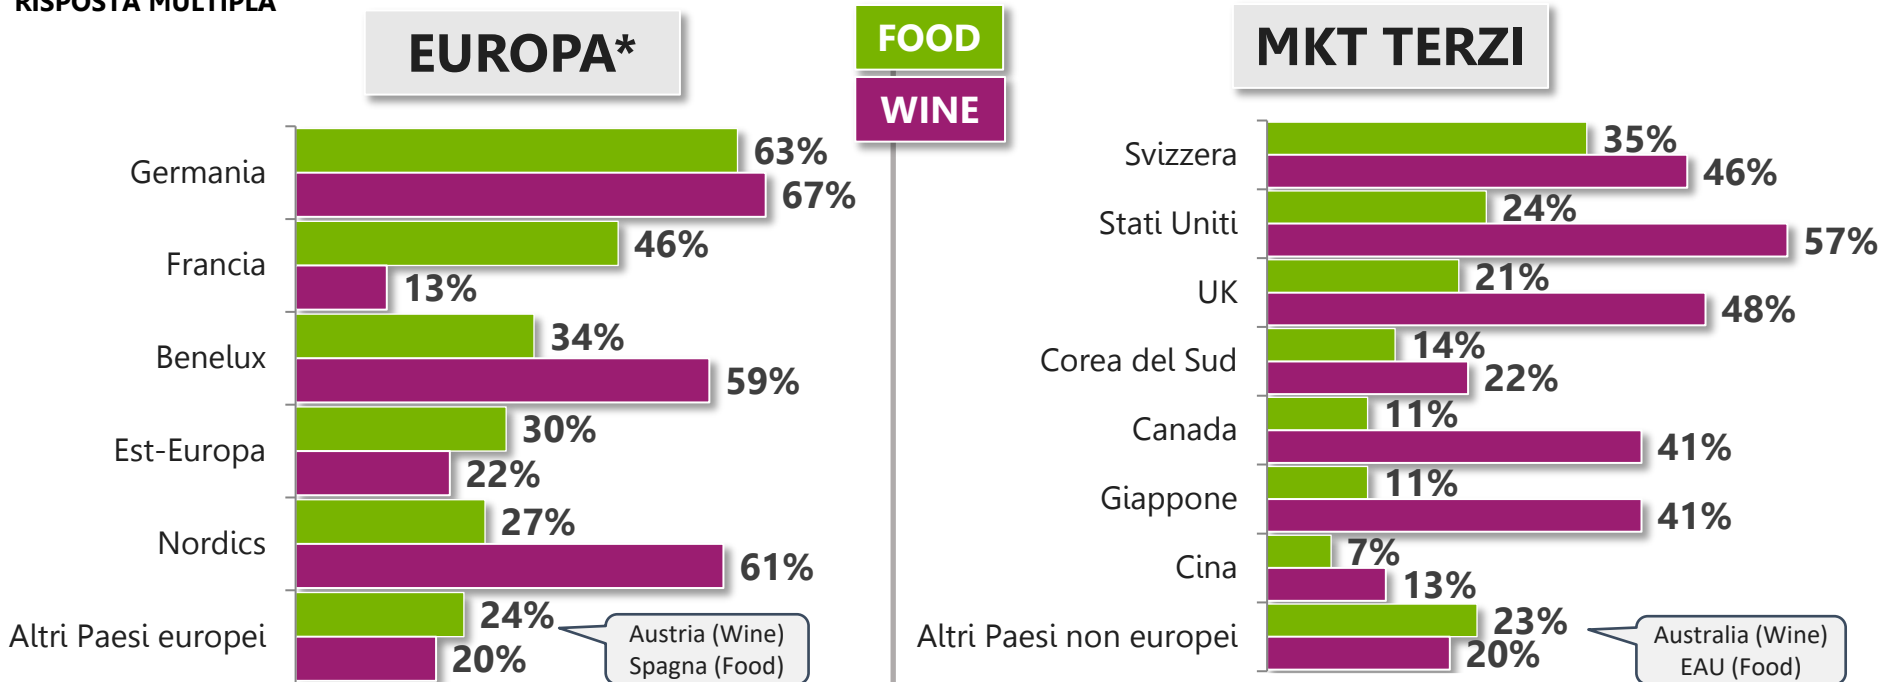 RISPOSTA MULTIPLA
EUROPA*
FOOD
WINE
MKT TERZI
Germania
63%
67%
Francia
46%
13%
Benelux
34%
59%
Est-Europa
30%
22%
Nordics
27%
61%
Altri Paesi europei
24%
20%
Austria (Wine)
Spagna (Food)
Svizzera
35%
46%
Stati Uniti
24%
57%
UK
21%
48%
Corea del Sud
14%
22%
Canada
11%
41%
Giappone
11%
41%
Cina
7%
13%
Altri Paesi non europei
23%
20%
Australia (Wine)
EAU (Food)